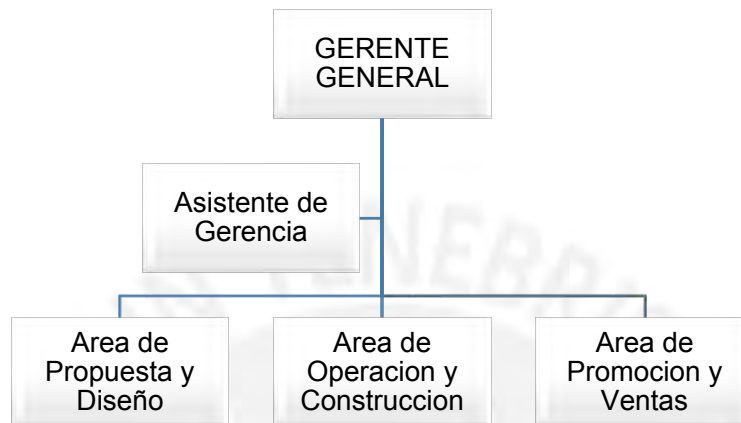 GERENTE
GENERAL
Asistente de
Gerencia
Area de
Propuesta y
Diseño
Area de
Operacion y
Construccion
Area de
Promocion y
Ventas